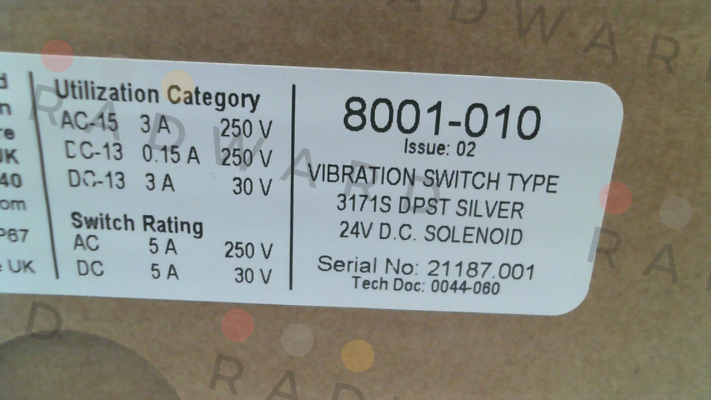 Utilization Category
AC-15 3 A 250 V
DC-13 0.15 A 250 V
DC-13 3 A 30 V
Switch Rating
AC 5 A 250 V
DC 5 A 30 V
8001-010
Issue: 02
VIBRATION SWITCH TYPE
3171S DPST SILVER
24V D.C. SOLENOID
Serial No: 21187.001
Tech Doc: 0044-060
UK
RADWARD